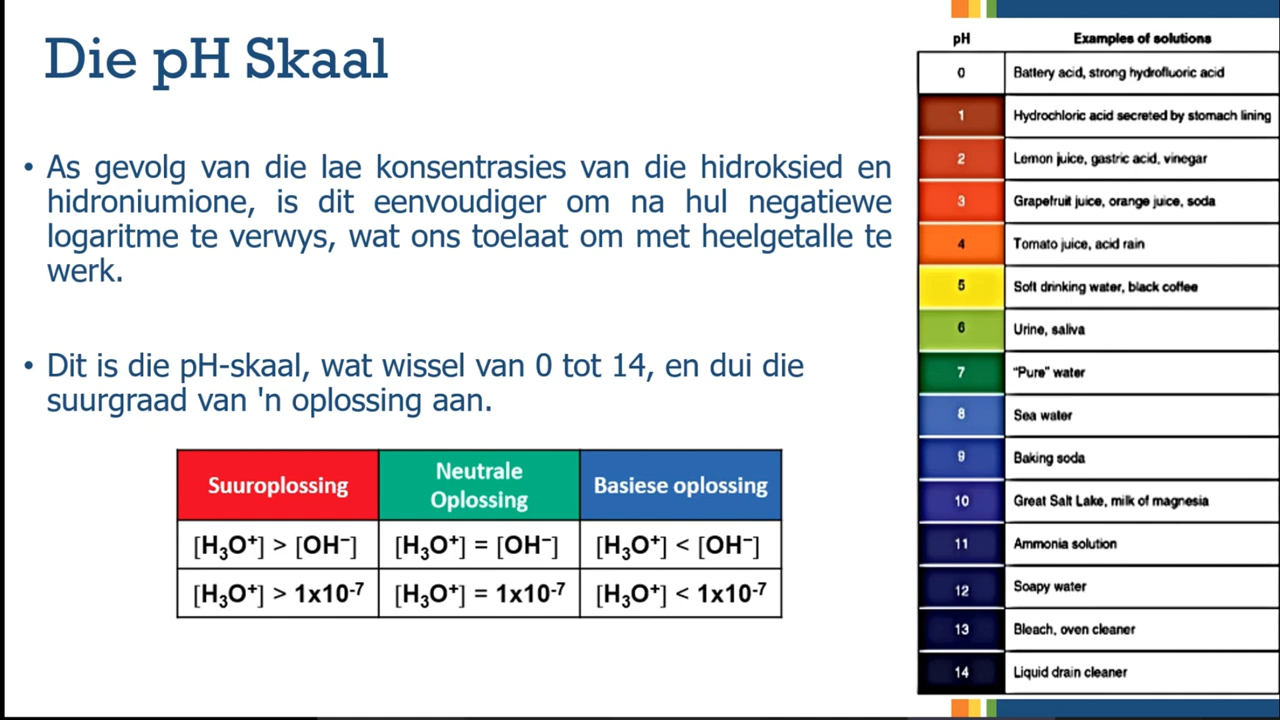 Die pH Skaal
• As gevolg van die lae konsentrasies van die hidroksied en
hidroniumione, is dit eenvoudiger om na hul negatiewe
logaritme te verwys, wat ons toelaat om met heelgetalle te
werk.
• Dit is die pH-skaal, wat wissel van 0 tot 14, en dui die
suurgraad van 'n oplossing aan.
Suuroplossing Neutrale Oplossing Basiese oplossing
[H₃O⁺] > [OH⁻] [H₃O⁺] = [OH⁻] [H₃O⁺] < [OH⁻]
[H₃O⁺] > 1x10⁻⁷ [H₃O⁺] = 1x10⁻⁷ [H₃O⁺] < 1x10⁻⁷
pH Examples of solutions
0 Battery acid, strong hydrofluoric acid
1 Hydrochloric acid secreted by stomach lining
2 Lemon juice, gastric acid, vinegar
3 Grapefruit juice, orange juice, soda
4 Tomato juice, acid rain
5 Soft drinking water, black coffee
6 Urine, saliva
7 "Pure" water
8 Sea water
9 Baking soda
10 Great Salt Lake, milk of magnesia
11 Ammonia solution
12 Soapy water
13 Bleach, oven cleaner
14 Liquid drain cleaner